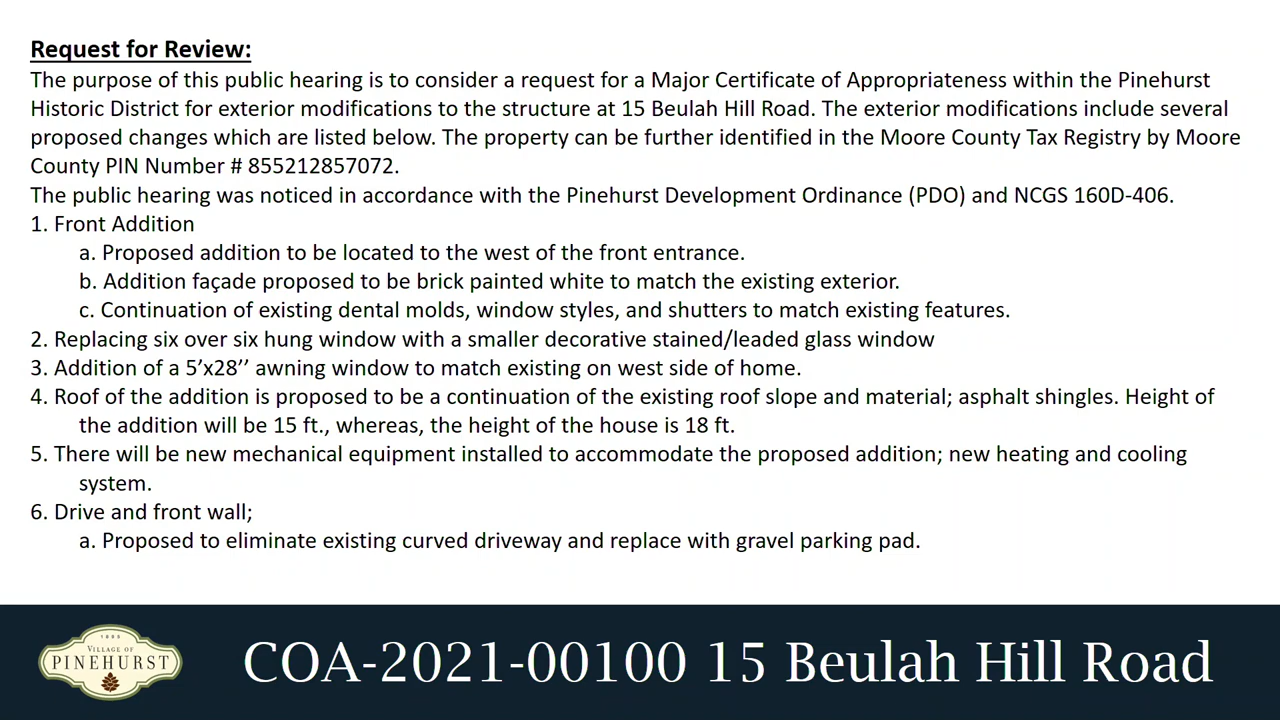 Request for Review:
The purpose of this public hearing is to consider a request for a Major Certificate of Appropriateness within the Pinehurst
Historic District for exterior modifications to the structure at 15 Beulah Hill Road. The exterior modifications include several
proposed changes which are listed below. The property can be further identified in the Moore County Tax Registry by Moore
County PIN Number # 855212857072.
The public hearing was noticed in accordance with the Pinehurst Development Ordinance (PDO) and NCGS 160D-406.
1. Front Addition
a. Proposed addition to be located to the west of the front entrance.
b. Addition façade proposed to be brick painted white to match the existing exterior.
c. Continuation of existing dental molds, window styles, and shutters to match existing features.
2. Replacing six over six hung window with a smaller decorative stained/leaded glass window
3. Addition of a 5’x28’’ awning window to match existing on west side of home.
4. Roof of the addition is proposed to be a continuation of the existing roof slope and material; asphalt shingles. Height of
the addition will be 15 ft., whereas, the height of the house is 18 ft.
5. There will be new mechanical equipment installed to accommodate the proposed addition; new heating and cooling
system.
6. Drive and front wall;
a. Proposed to eliminate existing curved driveway and replace with gravel parking pad.
1895
VILLAGE OF
PINEHURST
COA-2021-00100 15 Beulah Hill Road